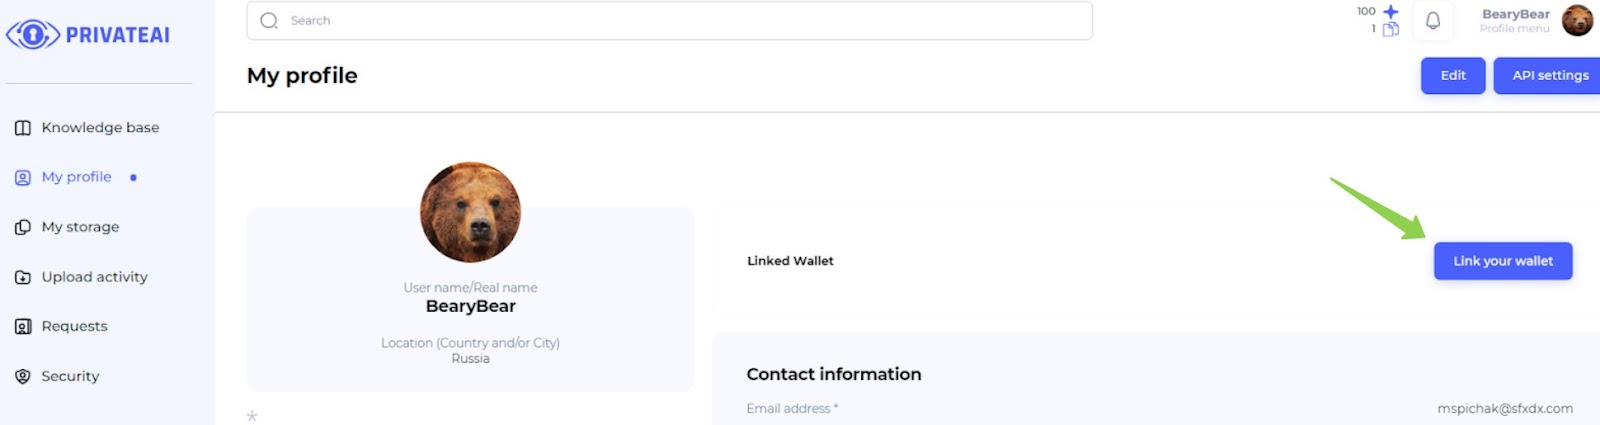 PRIVATEAI
Search
100
1
BearyBear
Profile menu
My profile
Edit
API settings
Knowledge base
My profile
My storage
Upload activity
Requests
Security
User name/Real name
BearyBear
Location (Country and/or City)
Russia
*
Linked Wallet
Link your wallet
Contact information
Email address *
mspichak@sfxdx.com